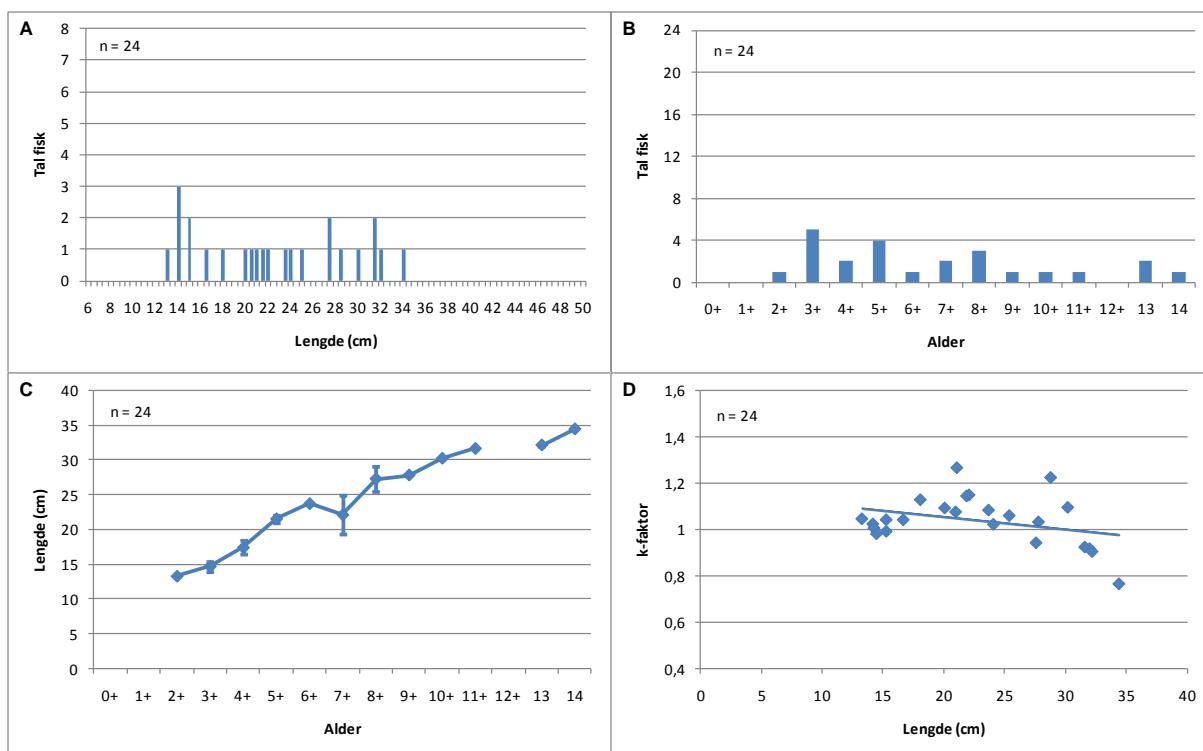 A
n = 24
Tal fisk
8
7
6
5
4
3
2
1
0
6 8 10 12 14 16 18 20 22 24 26 28 30 32 34 36 38 40 42 44 46 48 50
Lengde (cm)
B
n = 24
Tal fisk
24
20
16
12
8
4
0
0+ 1+ 2+ 3+ 4+ 5+ 6+ 7+ 8+ 9+ 10+ 11+ 12+ 13 14
Alder
C
n = 24
Lengde (cm)
40
35
30
25
20
15
10
5
0
0+ 1+ 2+ 3+ 4+ 5+ 6+ 7+ 8+ 9+ 10+ 11+ 12+ 13 14
Alder
D
n = 24
k-faktor
1,6
1,4
1,2
1
0,8
0,6
0,4
0 5 10 15 20 25 30 35 40
Lengde (cm)